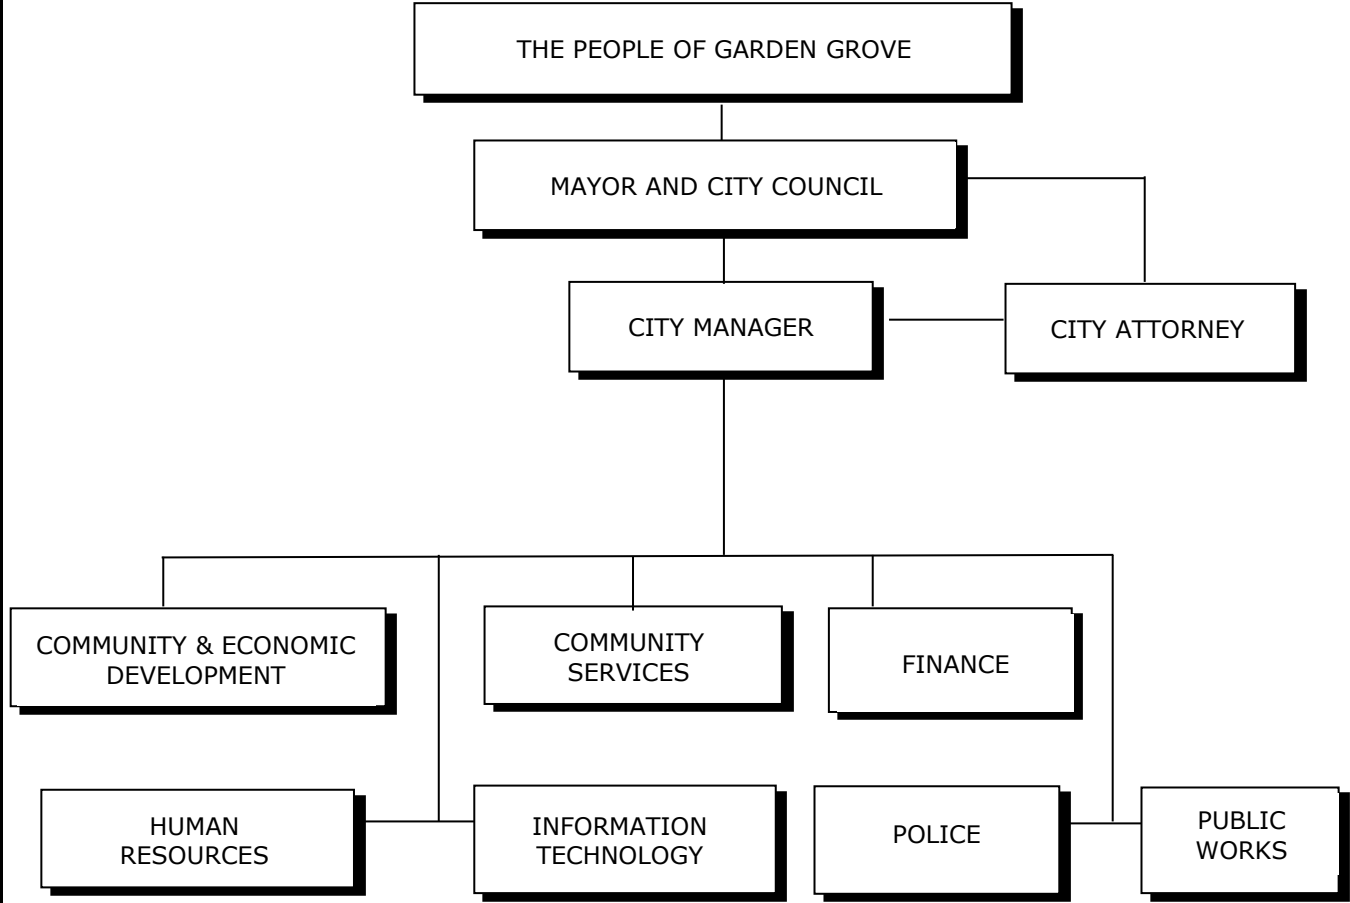 THE PEOPLE OF GARDEN GROVE
MAYOR AND CITY COUNCIL
CITY MANAGER
CITY ATTORNEY
COMMUNITY & ECONOMIC
DEVELOPMENT
COMMUNITY
SERVICES
FINANCE
HUMAN
RESOURCES
INFORMATION
TECHNOLOGY
POLICE
PUBLIC
WORKS